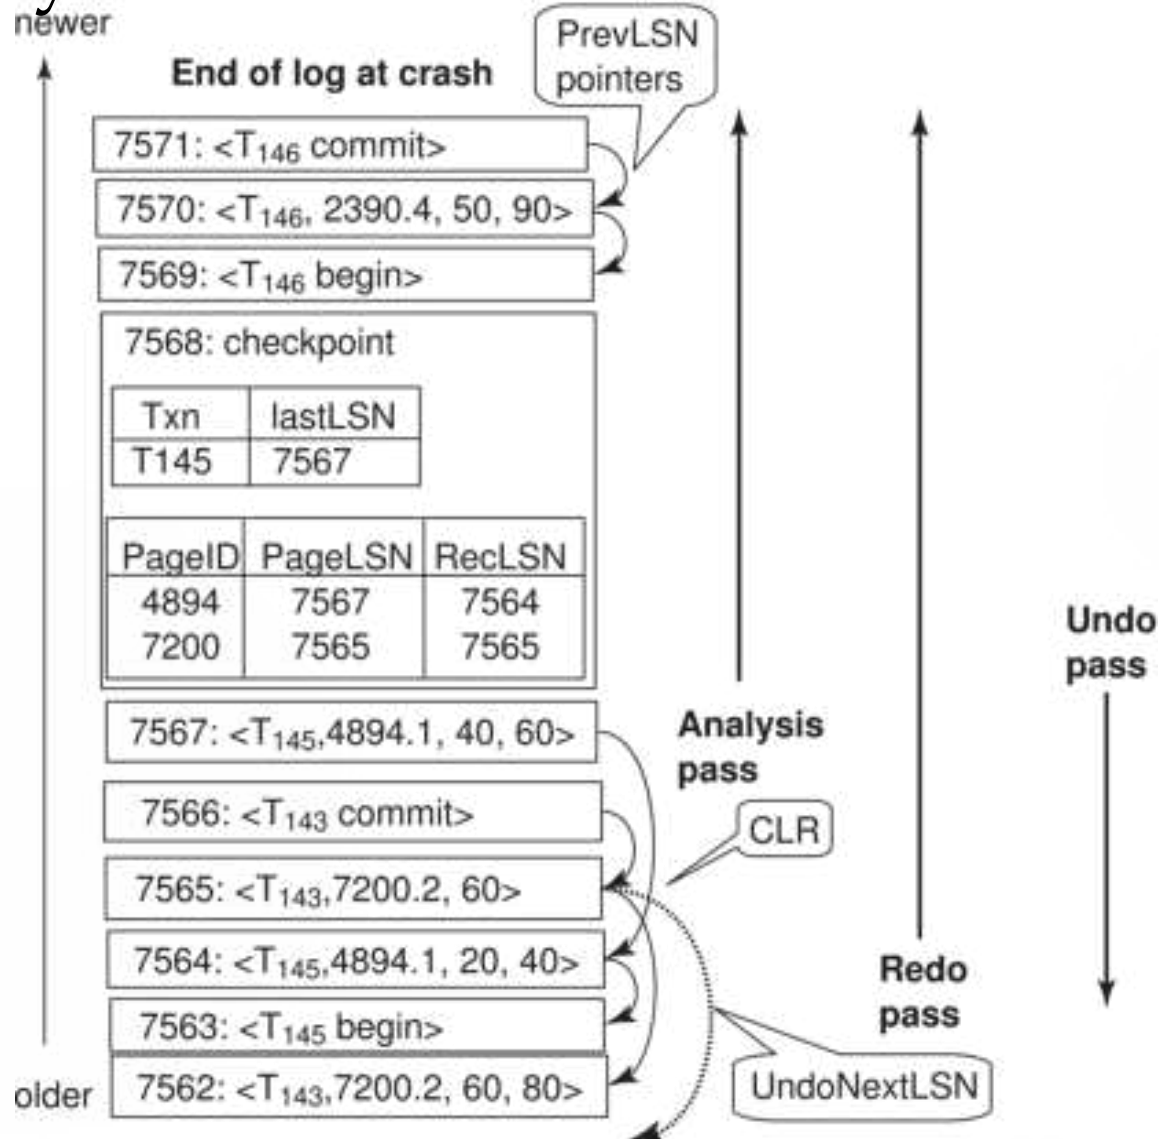 y
newer
PrevLSN
pointers
End of log at crash
7571: <T146 commit>
7570: <T146, 2390.4, 50, 90>
7569: <T146 begin>
7568: checkpoint
Txn lastLSN
T145 7567
PageID PageLSN RecLSN
4894 7567 7564
7200 7565 7565
Undo
pass
7567: <T145,4894.1, 40, 60>
Analysis
pass
7566: <T143 commit>
CLR
7565: <T143,7200.2, 60>
7564: <T145,4894.1, 20, 40>
Redo
pass
7563: <T145 begin>
older
7562: <T143,7200.2, 60, 80>
UndoNextLSN